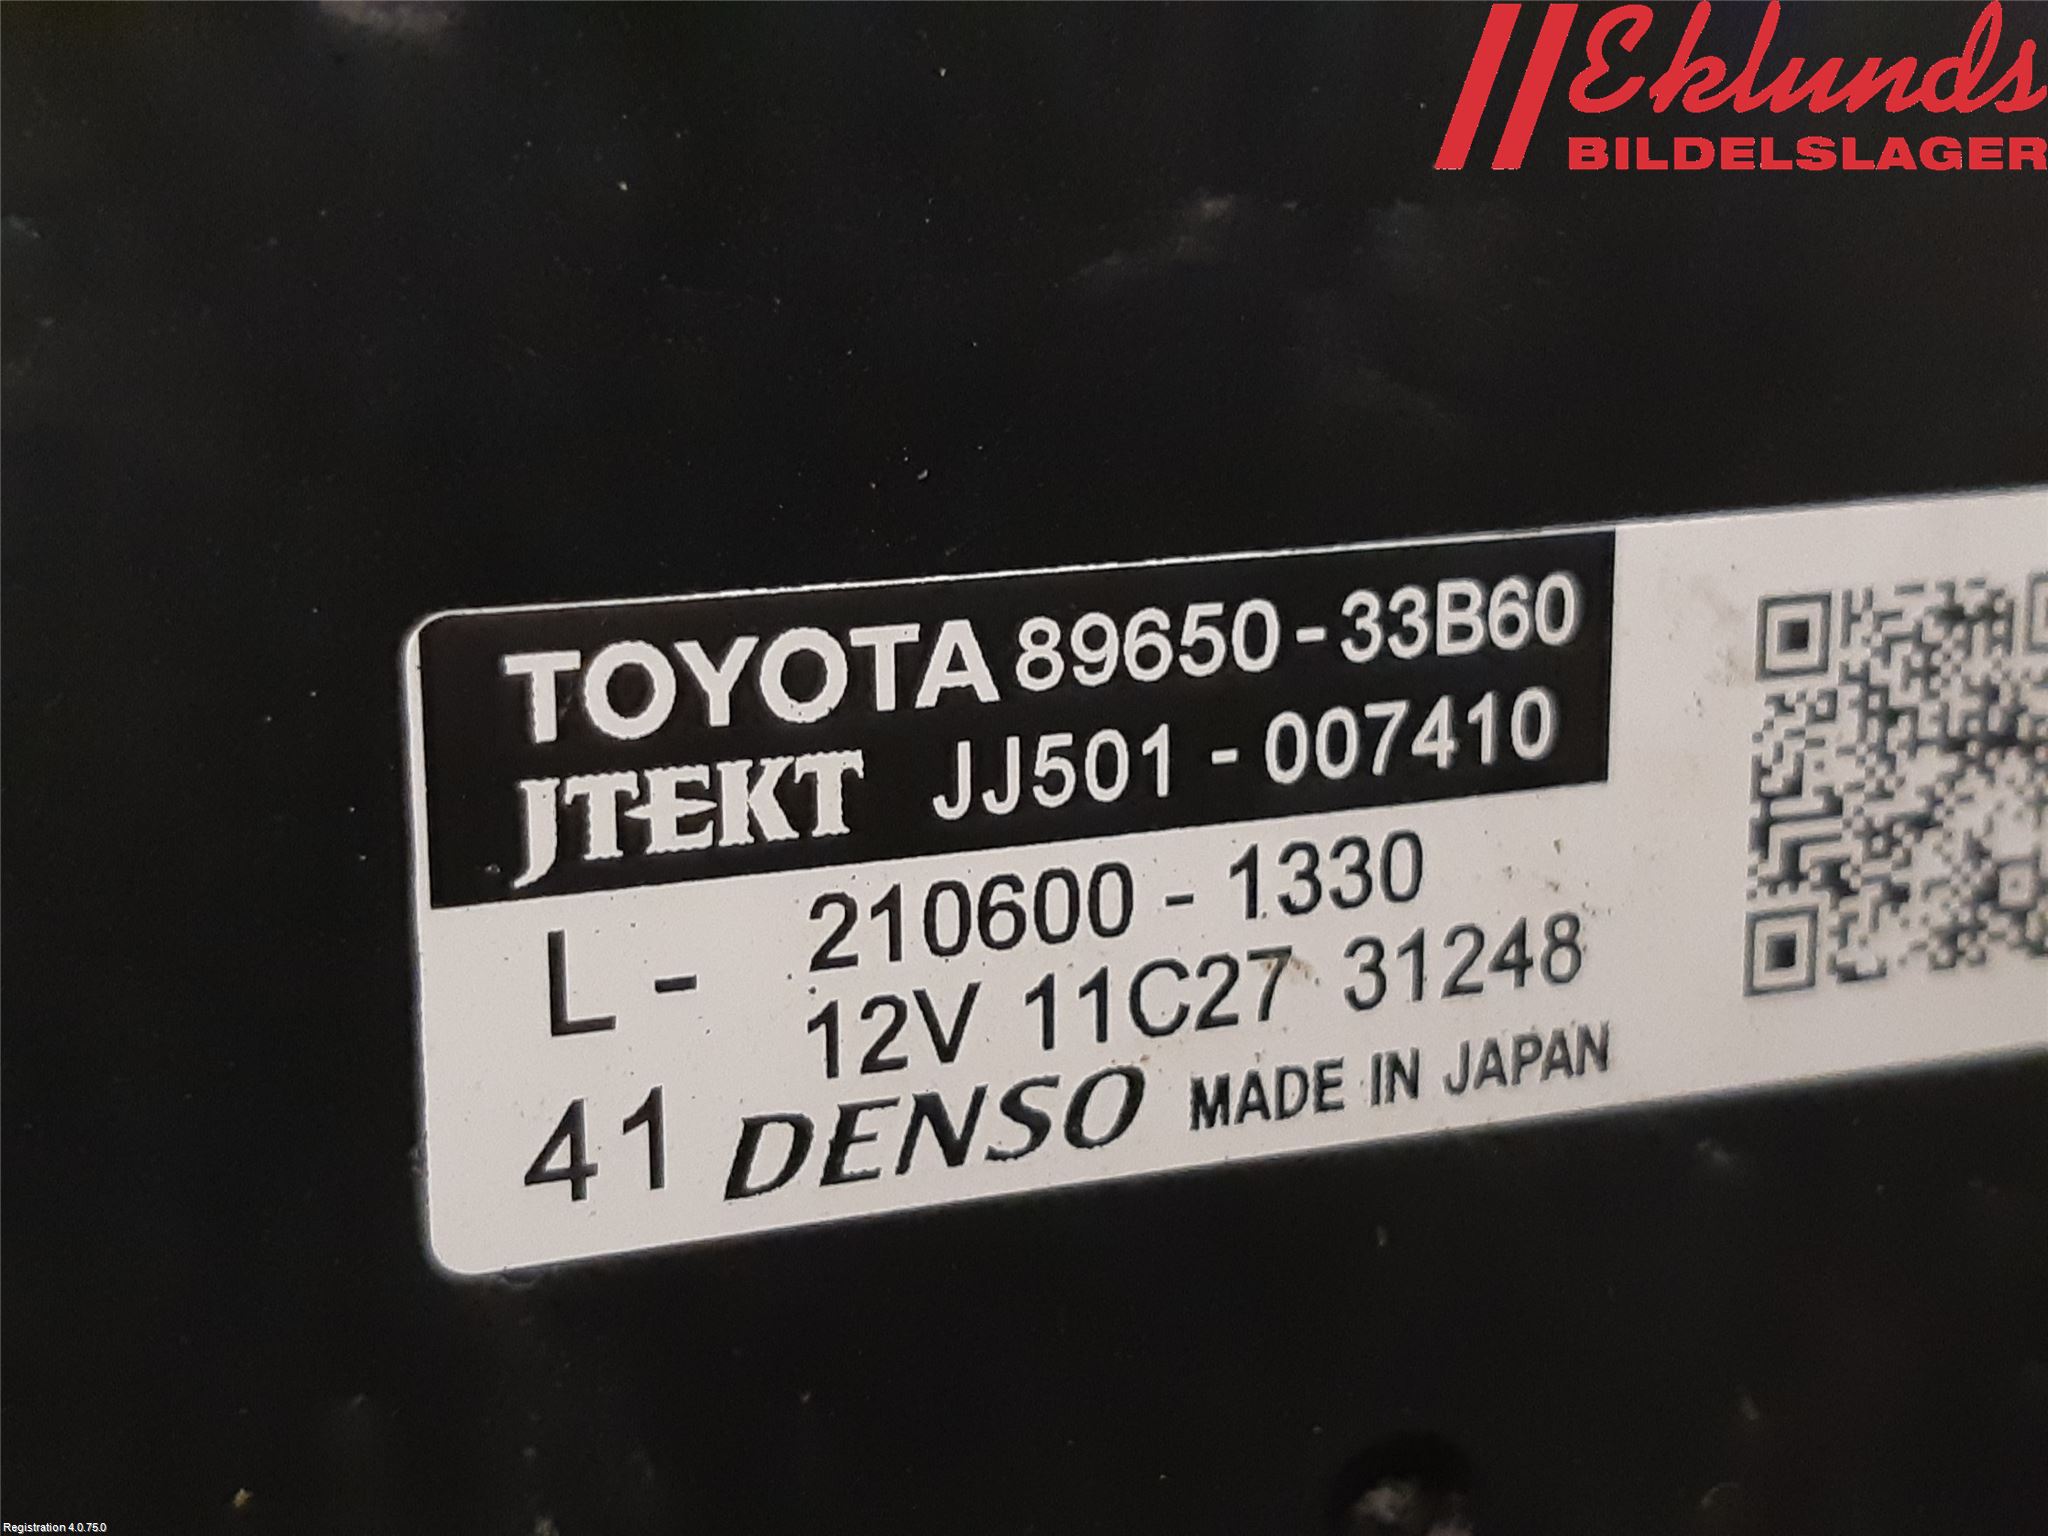 Eklunds
BILDELSLAGER
TOYOTA 89650-33B60
JTEKT JJ501-007410
L- 210600-1330
12V 11C27 31248
41 DENSO MADE IN JAPAN
Registration 4.0.75.0